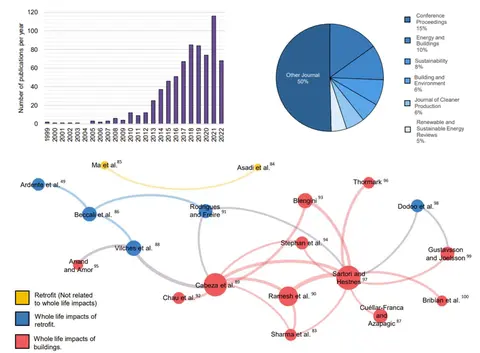 Number of publications per year
120
100
80
60
40
20
0
1999
2000
2001
2003
2005
2007
2008
2009
2010
2011
2012
2013
2014
2015
2016
2017
2018
2019
2020
2021
2022
Other Journal
50%
Conference
Proceedings
15%
Energy and
Buildings
10%
Sustainability
8%
Building and
Environment
6%
Journal of Cleaner
Production
6%
Renewable and
Sustainable Energy
Reviews
5%
Ma et al. 85
Asadi et al. 84
Ardente et al. 49
Thormark 96
Blengini 93
Beccali et al. 86
Rodrigues
and Freire 91
Dodoo et al. 98
Vilches et al. 88
Stephan et al. 94
Gustavsson
and Joelsson 99
Anand
and Amor 95
Cabeza et al.
Sartori and
Hestnes 97
Chau et al. 92
Ramesh et al. 90
Bribián et al. 100
Cuéllar-Franca
and
Azapagic 87
Sharma et al.
Retrofit (Not related
to whole life impacts)
Whole life impacts of
retrofit.
Whole life impacts of
buildings.